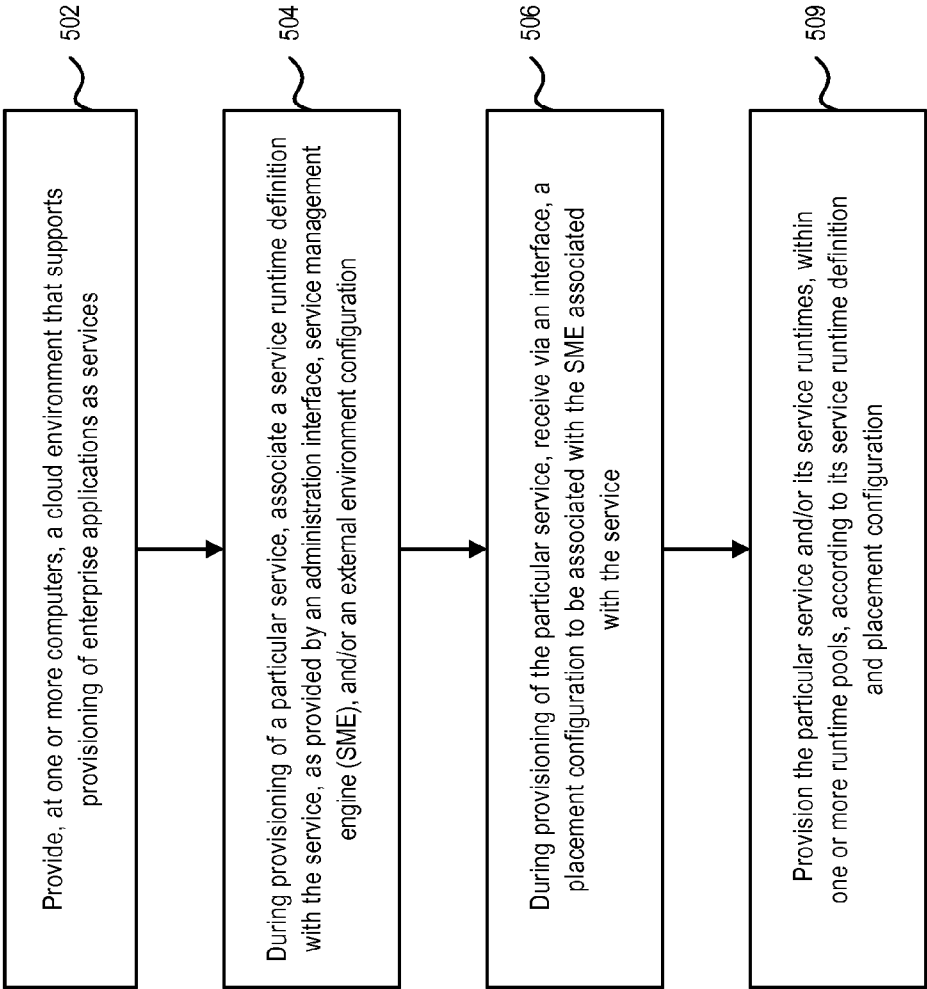 Provide, at one or more computers, a cloud environment that supports
provisioning of enterprise applications as services
502
During provisioning of a particular service, associate a service runtime definition
with the service, as provided by an administration interface, service management
engine (SME), and/or an external environment configuration
504
During provisioning of the particular service, receive via an interface, a
placement configuration to be associated with the SME associated
with the service
506
Provision the particular service and/or its service runtimes, within
one or more runtime pools, according to its service runtime definition
and placement configuration
509